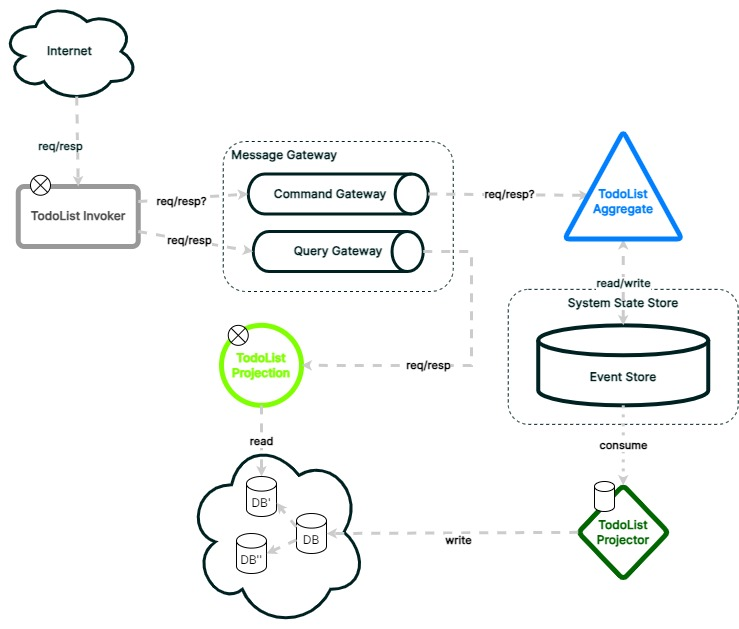 Internet
req/resp
TodoList Invoker
req/resp?
req/resp
Message Gateway
Command Gateway
Query Gateway
req/resp?
TodoList
Aggregate
read/write
System State Store
Event Store
req/resp
TodoList
Projection
read
consume
TodoList
Projector
write
DB'
DB
DB''